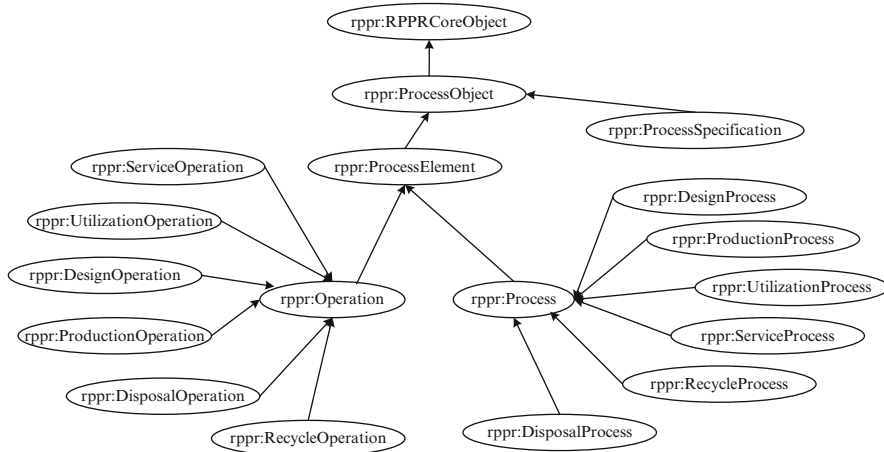 rppr:RPPRCoreObject
rppr:ProcessObject
rppr:ProcessSpecification
rppr:ProcessElement
rppr:ServiceOperation
rppr:UtilizationOperation
rppr:DesignOperation
rppr:Operation
rppr:ProductionOperation
rppr:DisposalOperation
rppr:RecycleOperation
rppr:DesignProcess
rppr:ProductionProcess
rppr:UtilizationProcess
rppr:Process
rppr:ServiceProcess
rppr:RecycleProcess
rppr:DisposalProcess